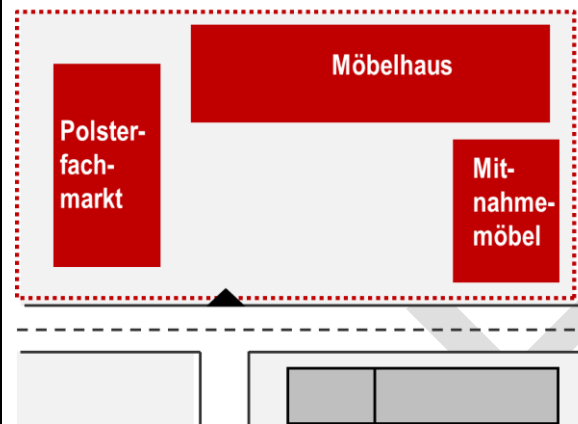 Möbelhaus
Polster-
fach-
markt
Mit-
nahme-
möbel